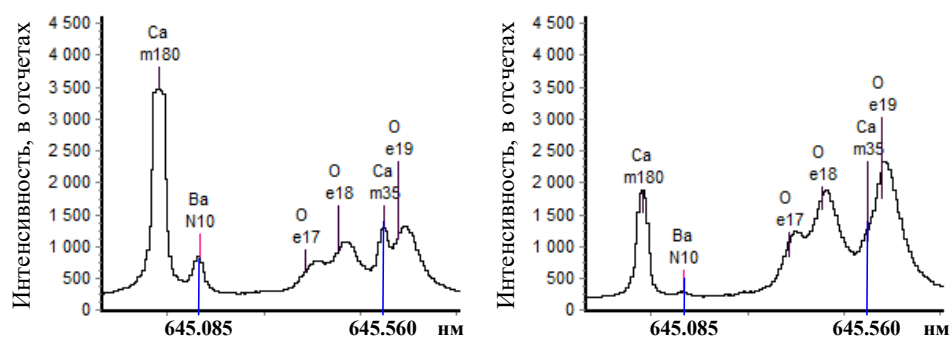 Интенсивность, в отсчетах
4 500
4 000
3 500
3 000
2 500
2 000
1 500
1 000
500
0
Ca
m180
Ba
N10
O
e17
O
e18
Ca
m35
O
e19
645.085 645.560 нм
Интенсивность, в отсчетах
4 500
4 000
3 500
3 000
2 500
2 000
1 500
1 000
500
0
Ca
m180
Ba
N10
O
e17
O
e18
Ca
m35
O
e19
645.085 645.560 нм